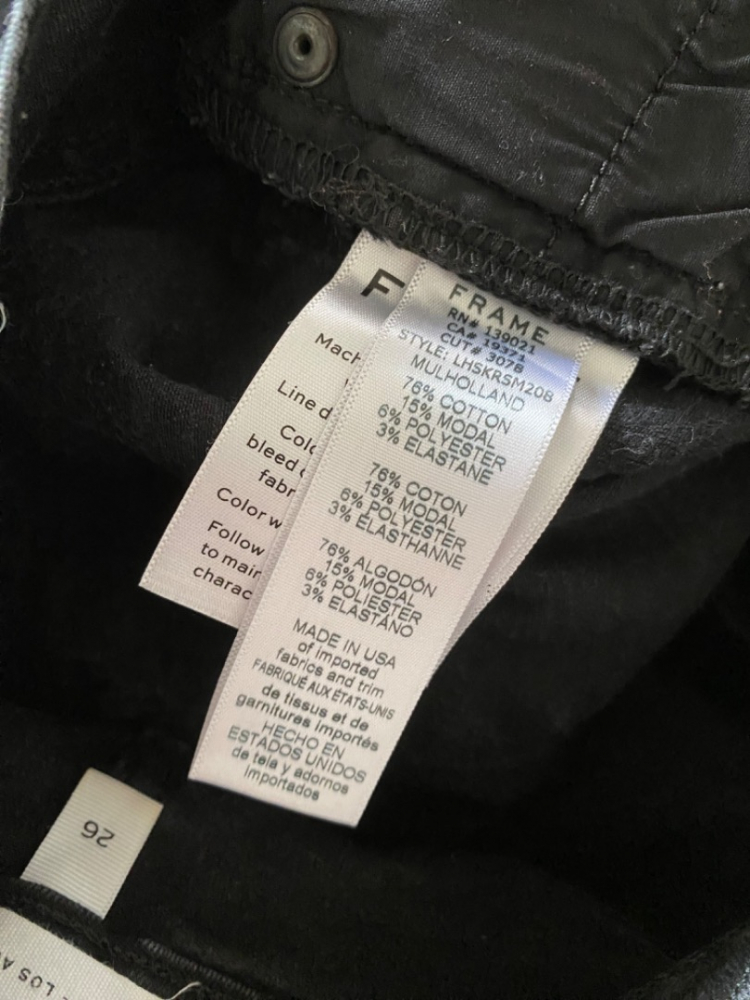 FRAME
RN# 139021
CA# 19371
CUT# 3078
STYLE: LHSKRSM208
MULHOLLAND
76% COTTON
15% MODAL
6% POLYESTER
3% ELASTANE
76% COTON
15% MODAL
6% POLYESTER
3% ÉLASTHANNE
76% ALGODÓN
15% MODAL
6% POLIESTER
3% ELASTANO
MADE IN USA
of imported
fabrics and trim
FABRIQUÉ AUX ÉTATS-UNIS
de tissus et de
garnitures importés
HECHO EN
ESTADOS UNIDOS
de tela y adornos
importados
F
Mach
Line d
Colo
bleed
fabr
Color w
Follow
to main
charac
26
LOS A